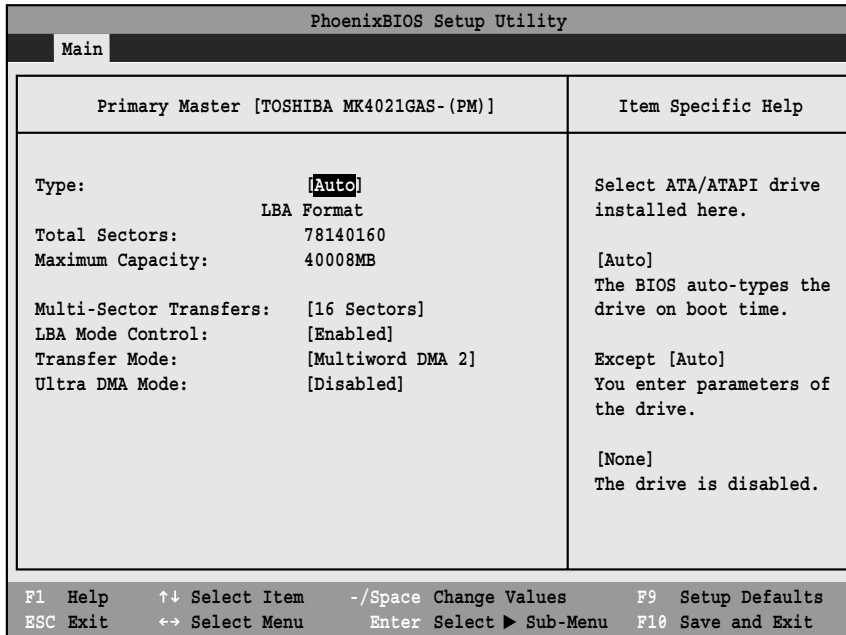 PhoenixBIOS Setup Utility
Main
Primary Master [TOSHIBA MK4021GAS-(PM)]
Type: [Auto]
LBA Format
Total Sectors: 78140160
Maximum Capacity: 40008MB
Multi-Sector Transfers: [16 Sectors]
LBA Mode Control: [Enabled]
Transfer Mode: [Multiword DMA 2]
Ultra DMA Mode: [Disabled]
Item Specific Help
Select ATA/ATAPI drive
installed here.
[Auto]
The BIOS auto-types the
drive on boot time.
Except [Auto]
You enter parameters of
the drive.
[None]
The drive is disabled.
F1 Help ↑↓ Select Item -/Space Change Values F9 Setup Defaults
ESC Exit ←→ Select Menu Enter Select ▶ Sub-Menu F10 Save and Exit